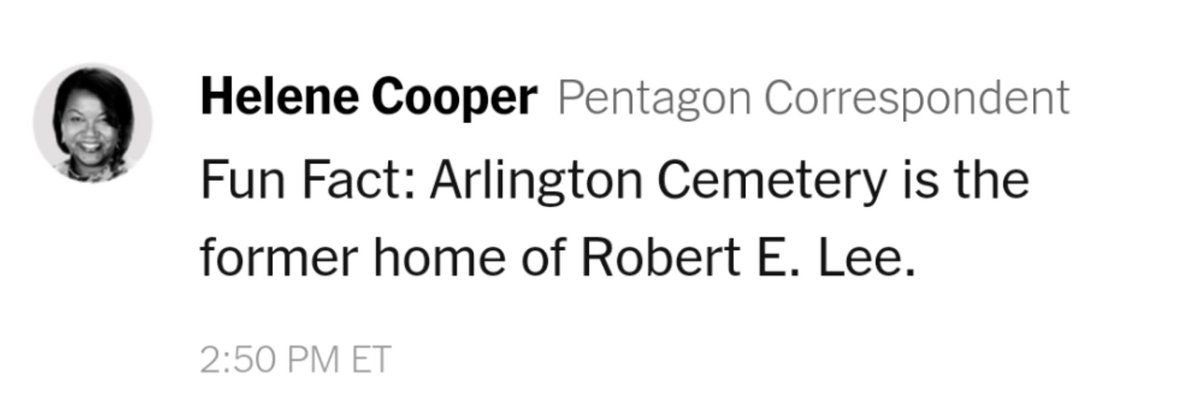 Helene Cooper Pentagon Correspondent
Fun Fact: Arlington Cemetery is the
former home of Robert E. Lee.
2:50 PM ET